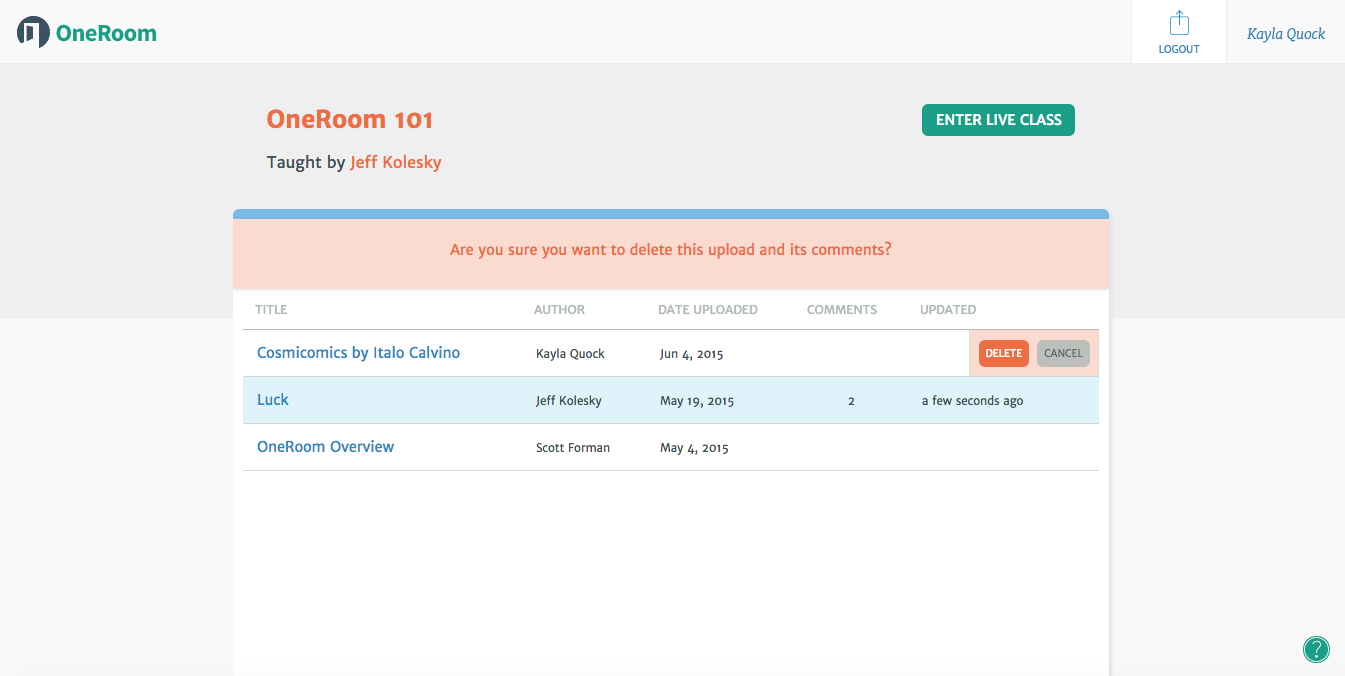 OneRoom
LOGOUT
Kayla Quock
OneRoom 101
ENTER LIVE CLASS
Taught by Jeff Kolesky
Are you sure you want to delete this upload and its comments?
TITLE AUTHOR DATE UPLOADED COMMENTS UPDATED
Cosmicomics by Italo Calvino Kayla Quock Jun 4, 2015 DELETE CANCEL
Luck Jeff Kolesky May 19, 2015 2 a few seconds ago
OneRoom Overview Scott Forman May 4, 2015
?